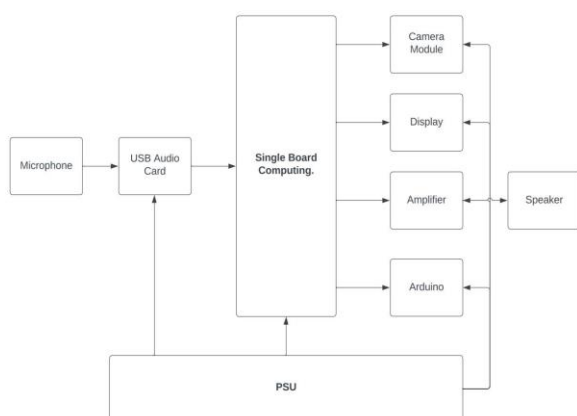 Camera
Module
Display
Microphone
USB Audio
Card
Single Board
Computing.
Amplifier
Speaker
Arduino
PSU